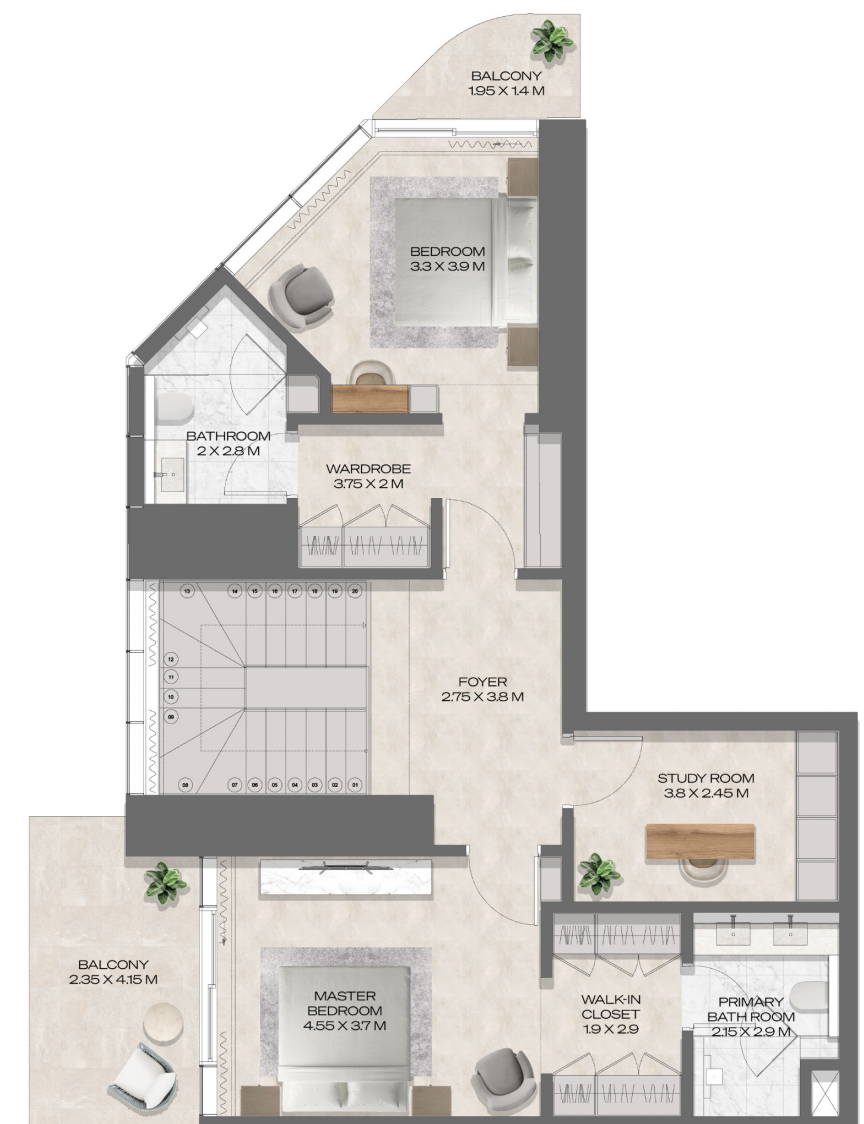 BALCONY
1.95 X 1.4 M
BEDROOM
3.3 X 3.9 M
BATHROOM
2 X 2.8 M
WARDROBE
3.75 X 2 M
13
14
15
16
17
18
19
20
12
11
10
09
FOYER
2.75 X 3.8 M
08
07
06
05
04
03
02
01
STUDY ROOM
3.8 X 2.45 M
BALCONY
2.35 X 4.15 M
MASTER
BEDROOM
4.55 X 3.7 M
WALK-IN
CLOSET
1.9 X 2.9
PRIMARY
BATH ROOM
2.15 X 2.9 M